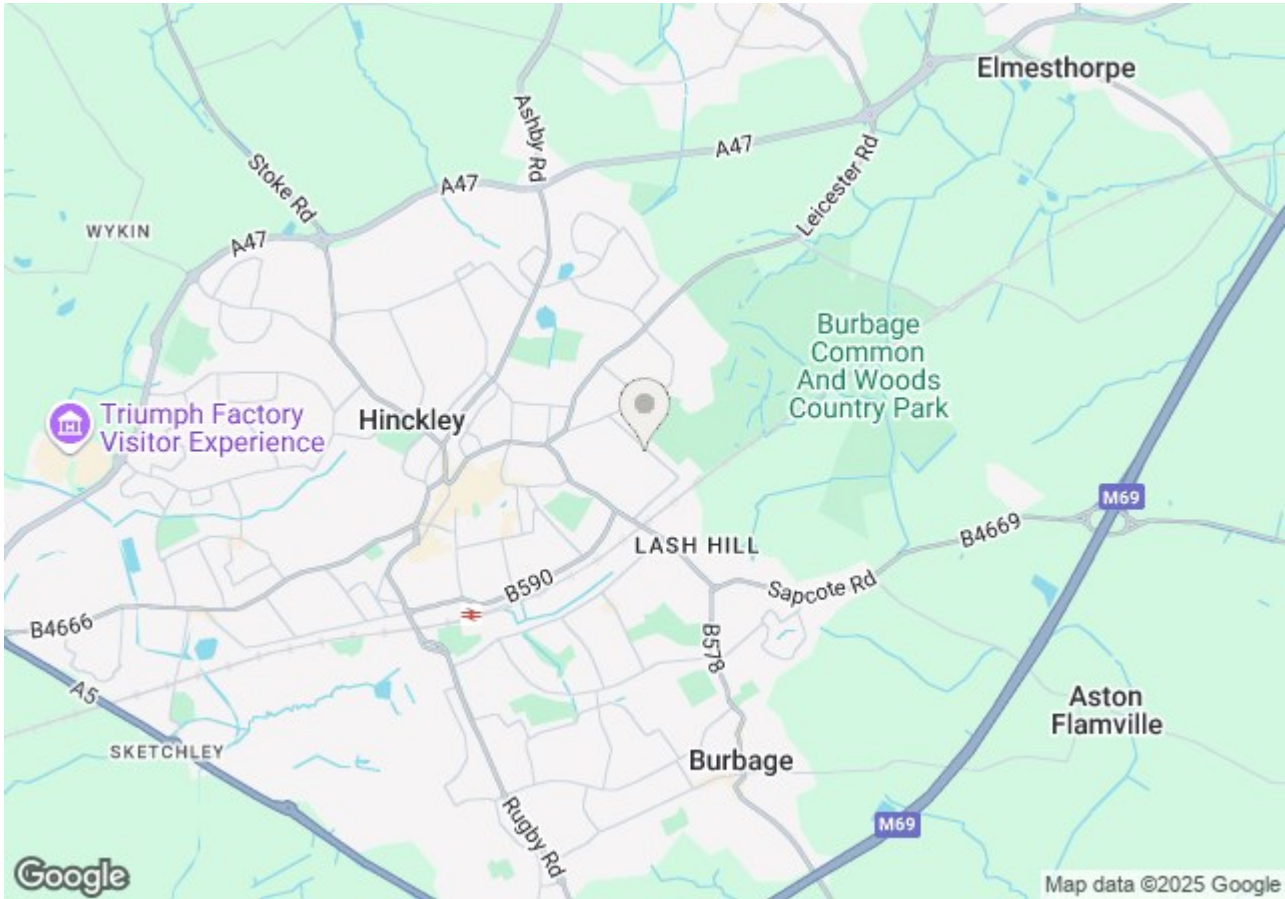 Elmesthorpe
Ashby Rd
A47
Leicester Rd
Stoke Rd
A47
WYKIN
A47
Burbage
Common
And Woods
Country Park
Triumph Factory
Visitor Experience
Hinckley
M69
B4669
LASH HILL
Sapcote Rd
B590
B4666
B578
A5
Aston
Flamville
SKETCHLEY
Burbage
Rugby Rd
M69
Google
Map data ©2025 Google